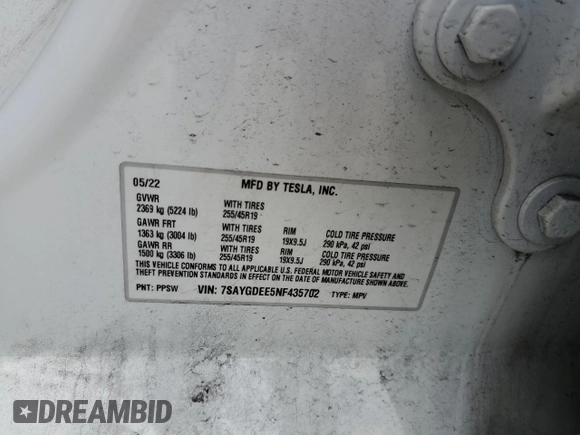 05/22 MFD BY TESLA, INC.
GVWR
2369 kg (5224 lb) WITH TIRES 255/45R19
GAWR FRT
1363 kg (3004 lb) WITH TIRES 255/45R19 RIM 19X9.5J COLD TIRE PRESSURE 290 kPa, 42 psi
GAWR RR
1500 kg (3306 lb) WITH TIRES 255/45R19 RIM 19X9.5J COLD TIRE PRESSURE 290 kPa, 42 psi
THIS VEHICLE CONFORMS TO ALL APPLICABLE U.S. FEDERAL MOTOR VEHICLE SAFETY AND
THEFT PREVENTION STANDARDS IN EFFECT ON THE DATE OF MANUFACTURE SHOWN ABOVE.
PNT: PPSW VIN: 7SAYGDEE5NF435702 TYPE: MPV
DREAMBID